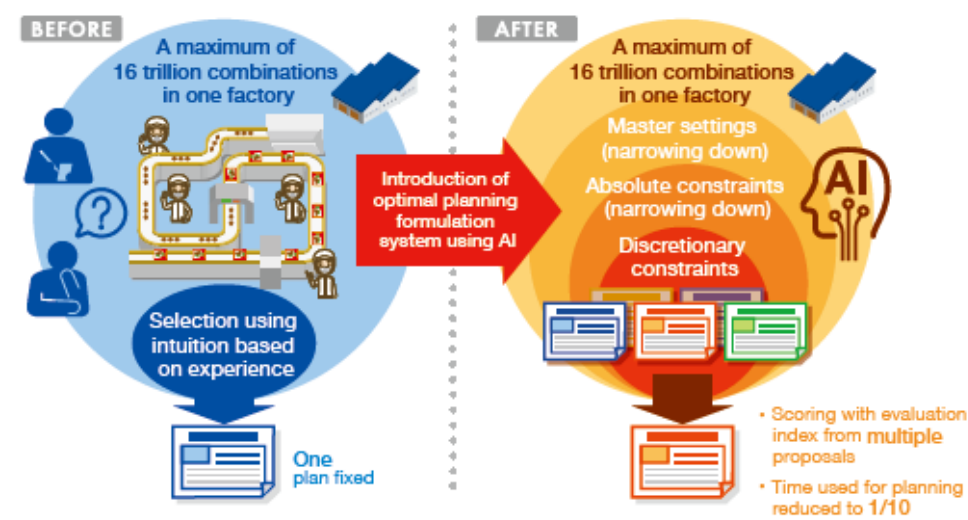 BEFORE
A maximum of
16 trillion combinations
in one factory
?
Selection using
intuition based
on experience
One
plan fixed
Introduction of
optimal planning
formulation
system using AI
AFTER
A maximum of
16 trillion combinations
in one factory
Master settings
(narrowing down)
Absolute constraints
(narrowing down)
Discretionary
constraints
AI
• Scoring with evaluation
index from multiple
proposals
• Time used for planning
reduced to 1/10